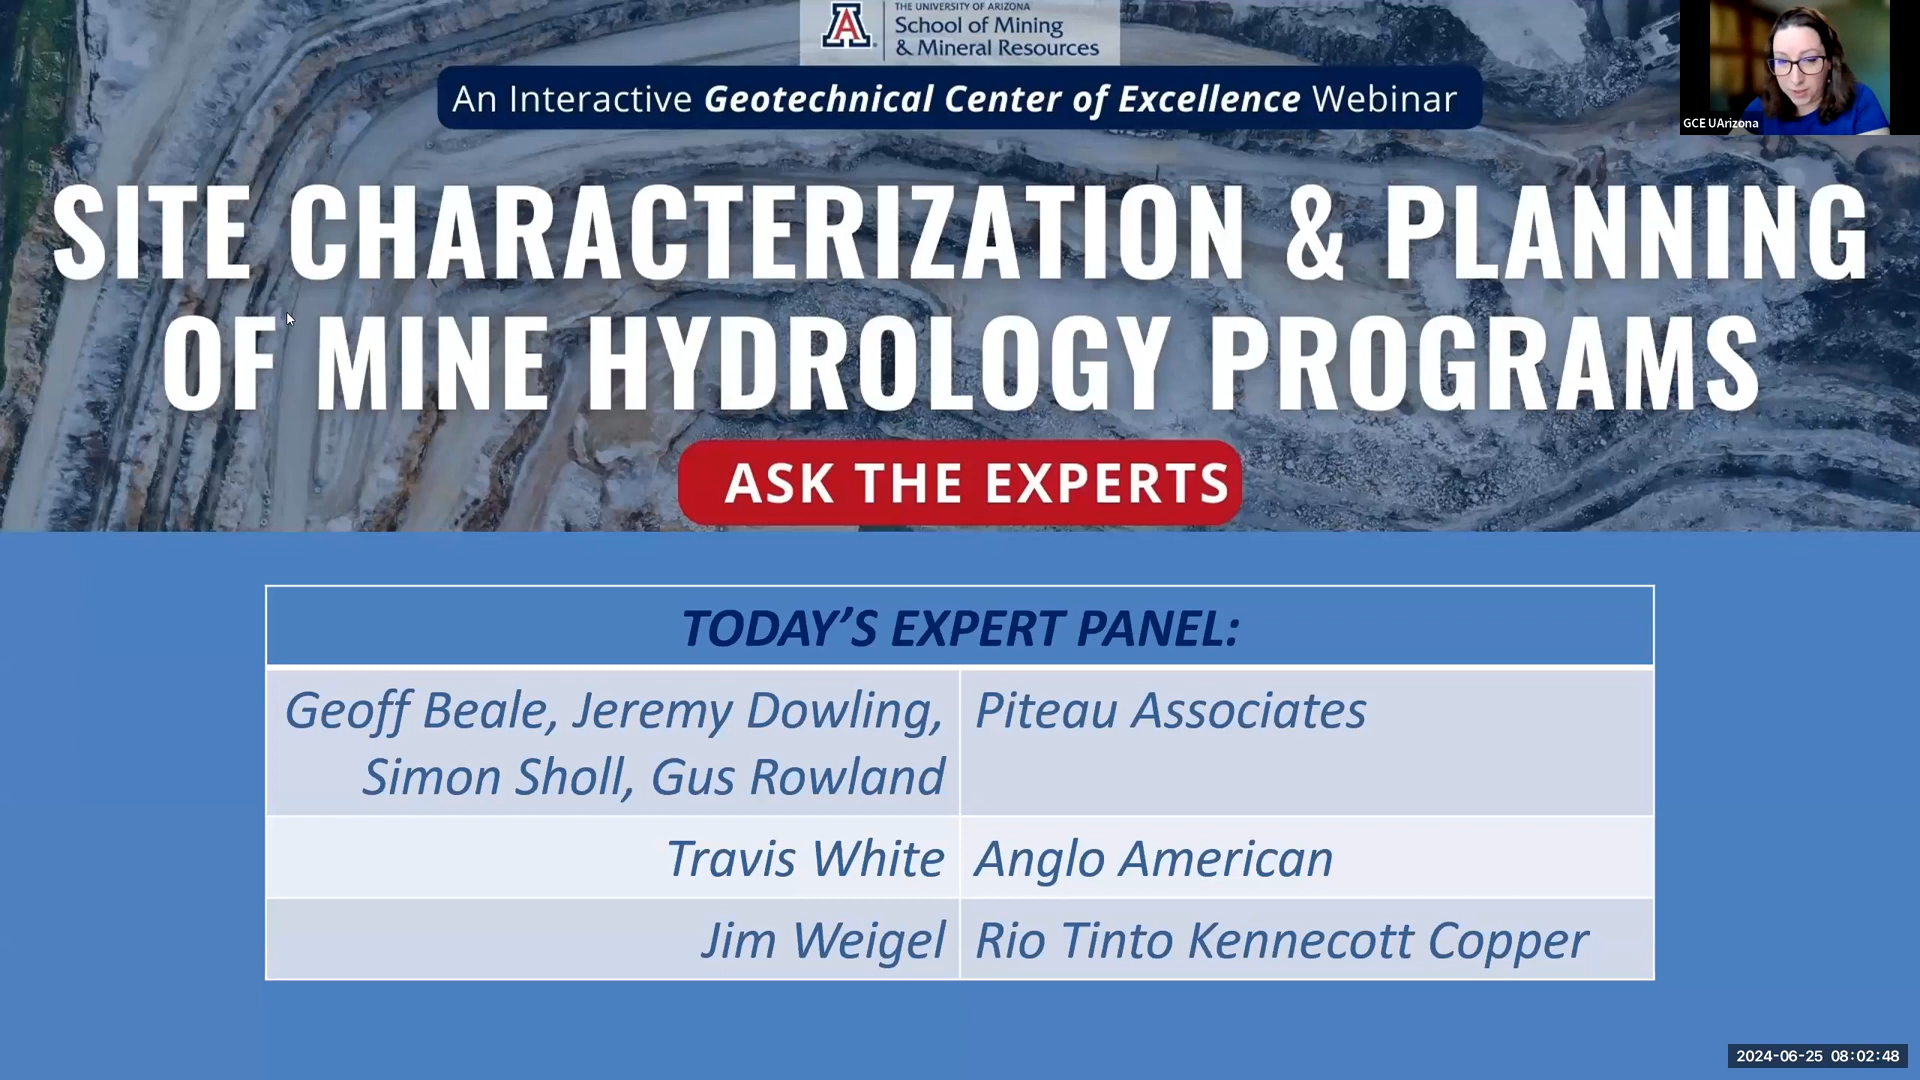 THE UNIVERSITY OF ARIZONA
School of Mining
& Mineral Resources
An Interactive Geotechnical Center of Excellence Webinar
GCE UArizona
SITE CHARACTERIZATION & PLANNING
OF MINE HYDROLOGY PROGRAMS
ASK THE EXPERTS
TODAY'S EXPERT PANEL:
Geoff Beale, Jeremy Dowling,
Simon Sholl, Gus Rowland
Piteau Associates
Travis White
Anglo American
Jim Weigel
Rio Tinto Kennecott Copper
2024-06-25 08:02:48